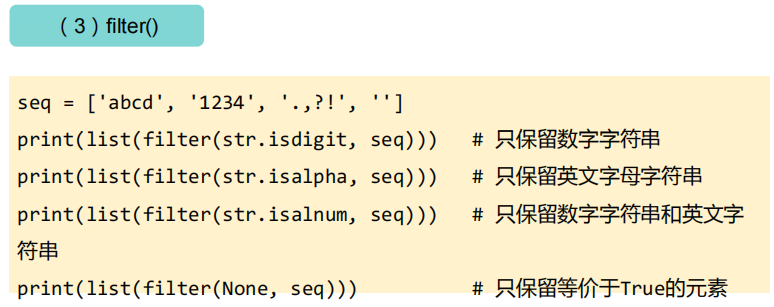 （3）filter()
seq = ['abcd', '1234', '.,?!', '']
print(list(filter(str.isdigit, seq)))   # 只保留数字字符串
print(list(filter(str.isalpha, seq)))   # 只保留英文字母字符串
print(list(filter(str.isalnum, seq)))   # 只保留数字字符串和英文字
符串
print(list(filter(None, seq)))          # 只保留等价于True的元素